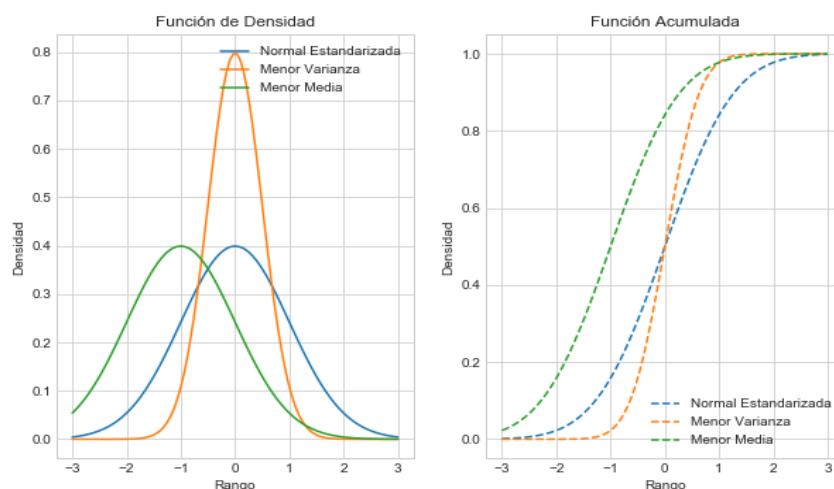 Función de Densidad
Normal Estandarizada
Menor Varianza
Menor Media
Densidad
0.8
0.7
0.6
0.5
0.4
0.3
0.2
0.1
0.0
−3 −2 −1 0 1 2 3
Rango
Función Acumulada
Densidad
1.0
0.8
0.6
0.4
0.2
0.0
Normal Estandarizada
Menor Varianza
Menor Media
−3 −2 −1 0 1 2 3
Rango